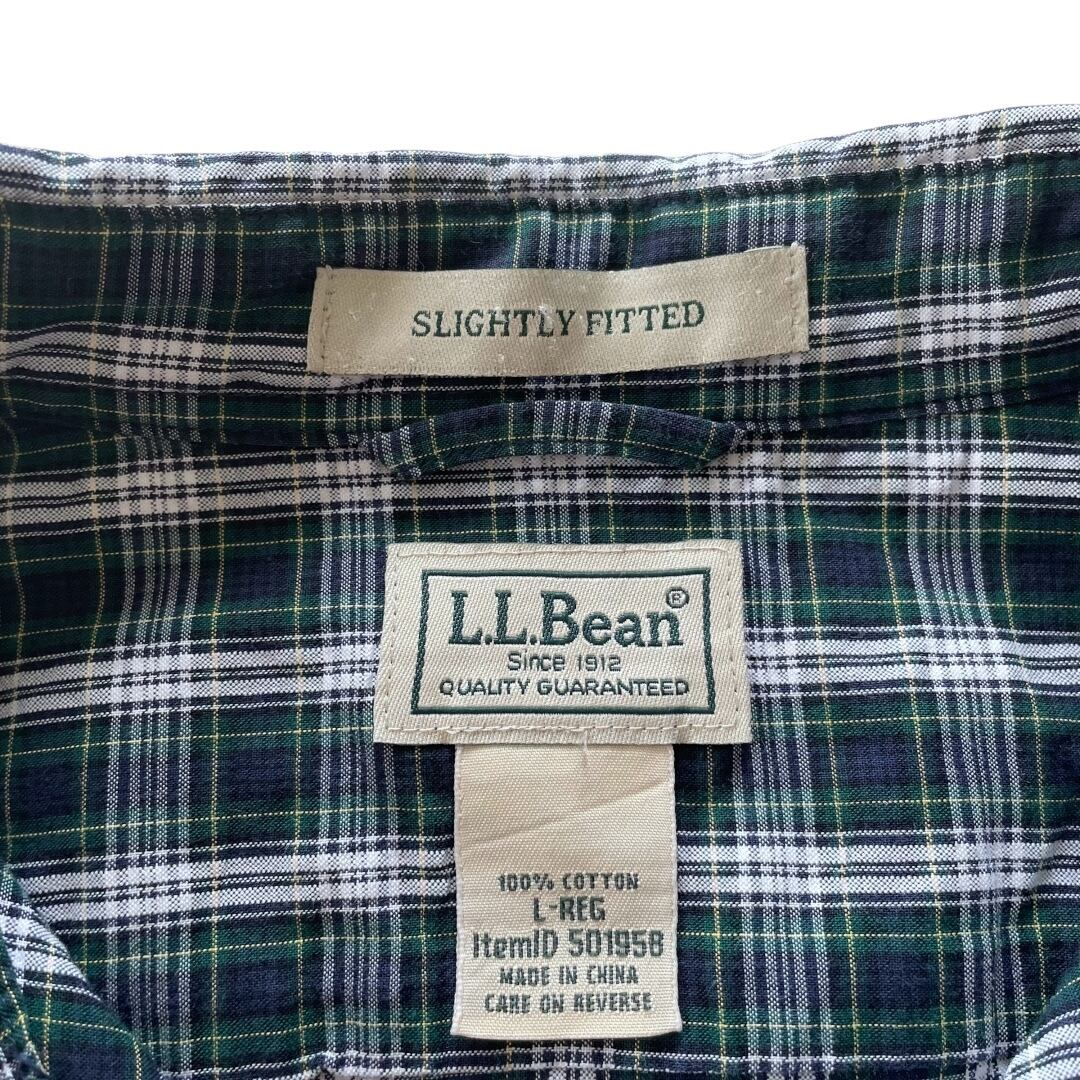 SLIGHTLY FITTED
L.L.Bean®
Since 1912
QUALITY GUARANTEED
100% COTTON
L-REG
ItemID 501958
MADE IN CHINA
CARE ON REVERSE